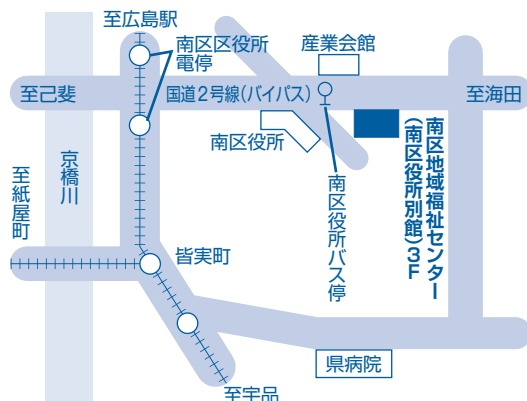 至広島駅
南区区役所
電停
産業会館
至己斐
国道2号線(バイパス)
至海田
南区役所
京橋川
至紙屋町
南区役所バス停
南区地域福祉センター
(南区役所別館)3F
皆実町
県病院
至宇品